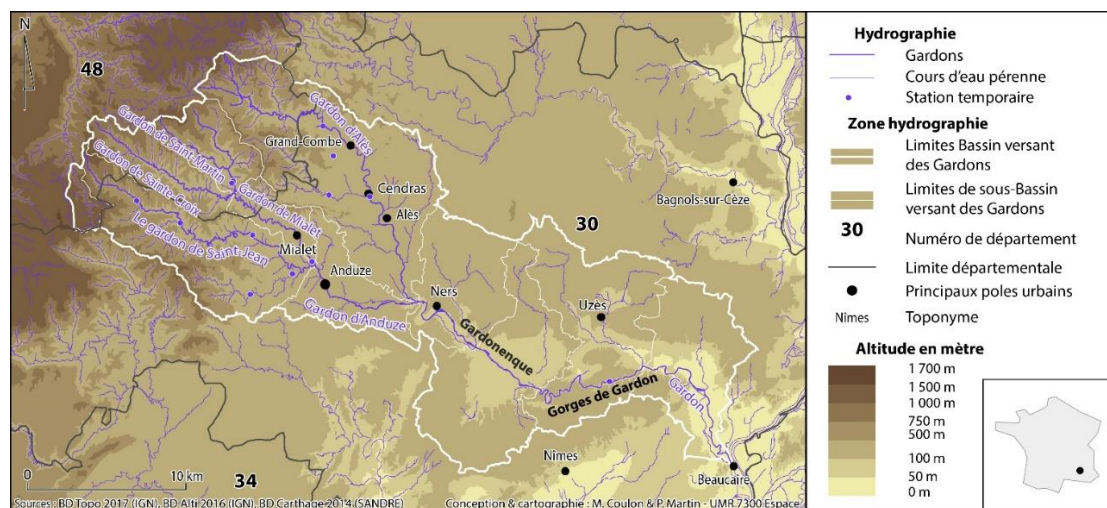 N
48
Gardon d'Alès
Grand-Combe
Gardon de Saint Martin
Gardon de Sainte Croix
Gardon de Mialet
Le gardon de Saint Jean
Cendras
Alès
Mialet
Anduze
Gardon d'Anduze
Ners
Gardonenque
30
Bagnols-sur-Cèze
Uzès
Gorges de Gardon
Gardon
Nîmes
Beaucaire
34
0 10 km
Sources : BD Topo 2017 (IGN), BD Alti 2016 (IGN), BD Carthage 2014 (SANDRE)
Conception & cartographie : M. Coulon & P. Martin - UMR 7300 Espace
Hydrographie
Gardons
Cours d'eau pérenne
Station temporaire
Zone hydrographie
Limites Bassin versant
des Gardons
Limites de sous-Bassin
versant des Gardons
30 Numéro de département
Limite départementale
Principaux poles urbains
Nîmes Toponyme
Altitude en mètre
1 700 m
1 500 m
1 000 m
750 m
500 m
100 m
50 m
0 m